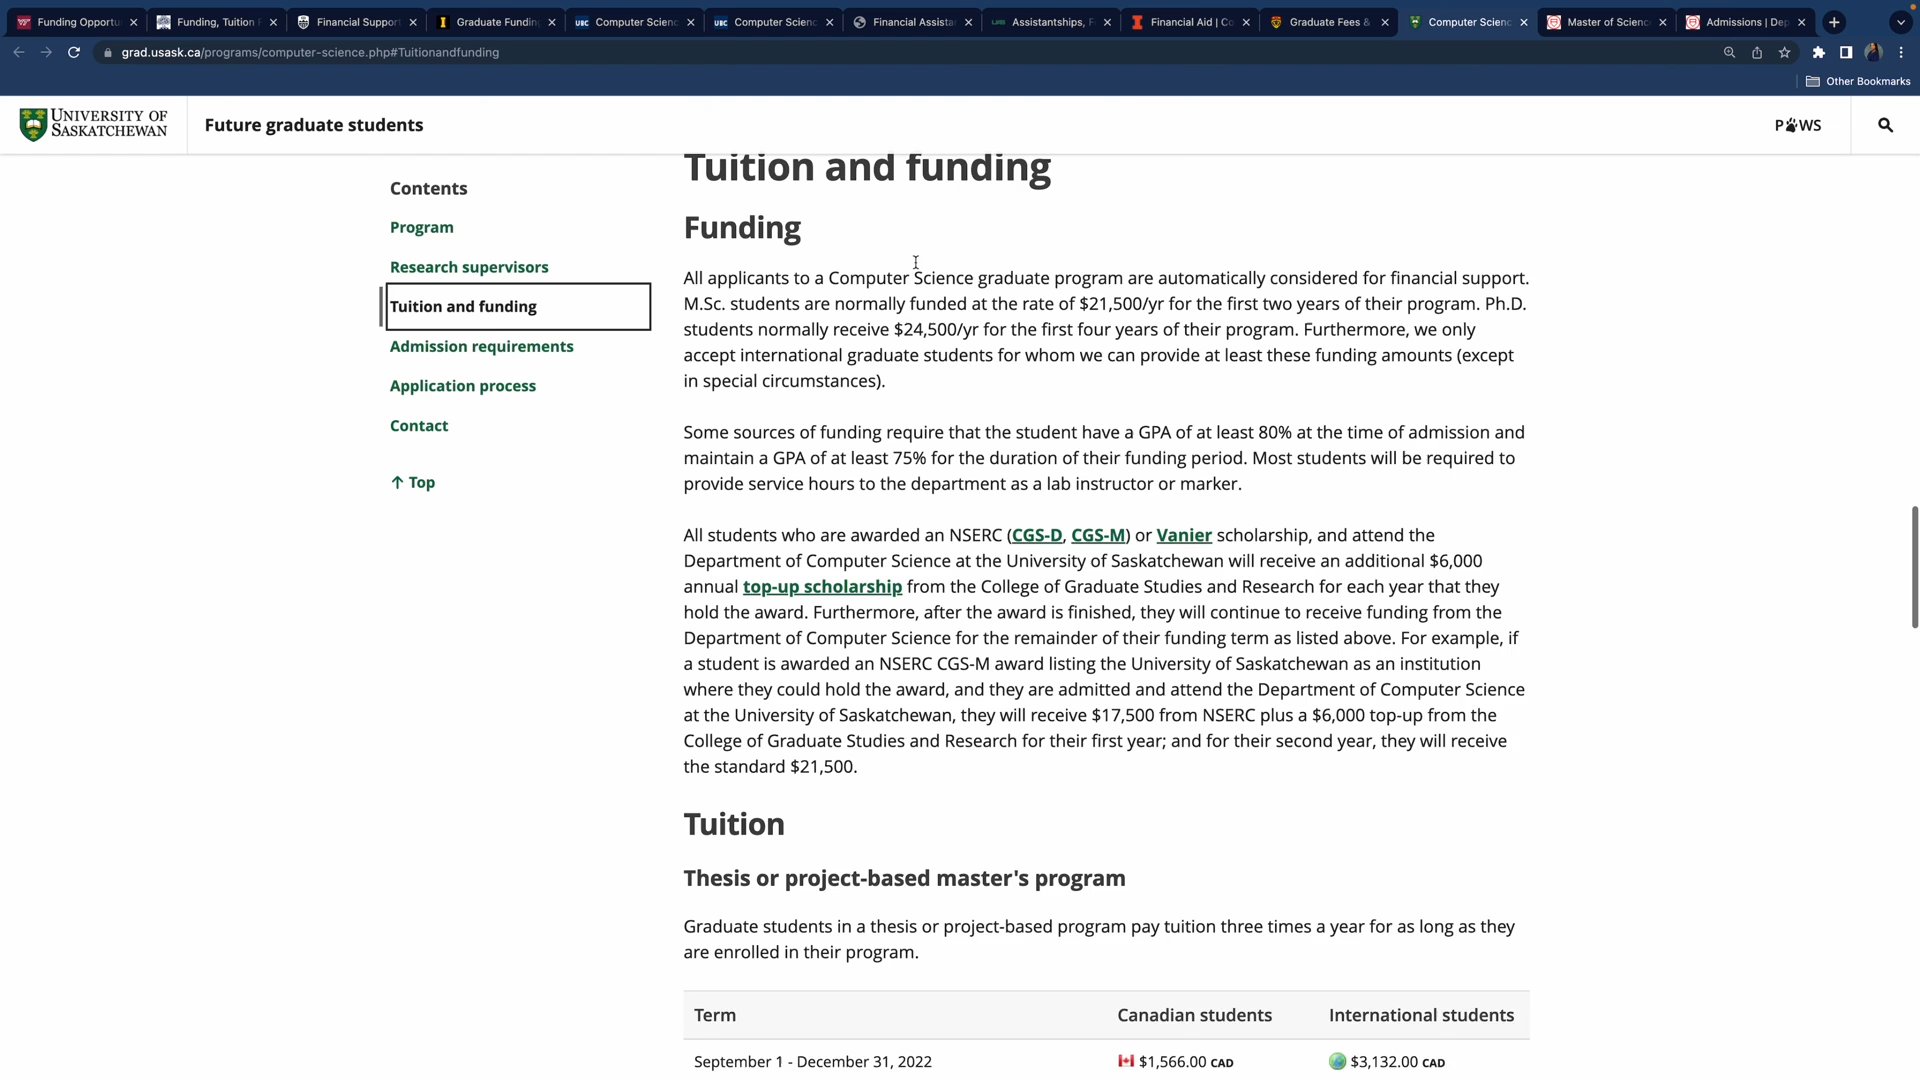 Funding Opportu
Funding, Tuition F
Financial Support
Graduate Funding
Computer Scienc
Computer Scienc
Financial Assistan
Assistantships, F
Financial Aid | Co
Graduate Fees &
Computer Scienc
Master of Science
Admissions | Dep
grad.usask.ca/programs/computer-science.php#Tuitionandfunding
Other Bookmarks
UNIVERSITY OF
SASKATCHEWAN
Future graduate students
PAWS
Contents
Program
Research supervisors
Tuition and funding
Admission requirements
Application process
Contact
↑ Top
Tuition and funding
Funding
All applicants to a Computer Science graduate program are automatically considered for financial support.
M.Sc. students are normally funded at the rate of $21,500/yr for the first two years of their program. Ph.D.
students normally receive $24,500/yr for the first four years of their program. Furthermore, we only
accept international graduate students for whom we can provide at least these funding amounts (except
in special circumstances).
Some sources of funding require that the student have a GPA of at least 80% at the time of admission and
maintain a GPA of at least 75% for the duration of their funding period. Most students will be required to
provide service hours to the department as a lab instructor or marker.
All students who are awarded an NSERC (CGS-D, CGS-M) or Vanier scholarship, and attend the
Department of Computer Science at the University of Saskatchewan will receive an additional $6,000
annual top-up scholarship from the College of Graduate Studies and Research for each year that they
hold the award. Furthermore, after the award is finished, they will continue to receive funding from the
Department of Computer Science for the remainder of their funding term as listed above. For example, if
a student is awarded an NSERC CGS-M award listing the University of Saskatchewan as an institution
where they could hold the award, and they are admitted and attend the Department of Computer Science
at the University of Saskatchewan, they will receive $17,500 from NSERC plus a $6,000 top-up from the
College of Graduate Studies and Research for their first year; and for their second year, they will receive
the standard $21,500.
Tuition
Thesis or project-based master's program
Graduate students in a thesis or project-based program pay tuition three times a year for as long as they
are enrolled in their program.
Term Canadian students International students
September 1 - December 31, 2022 $1,566.00 CAD $3,132.00 CAD